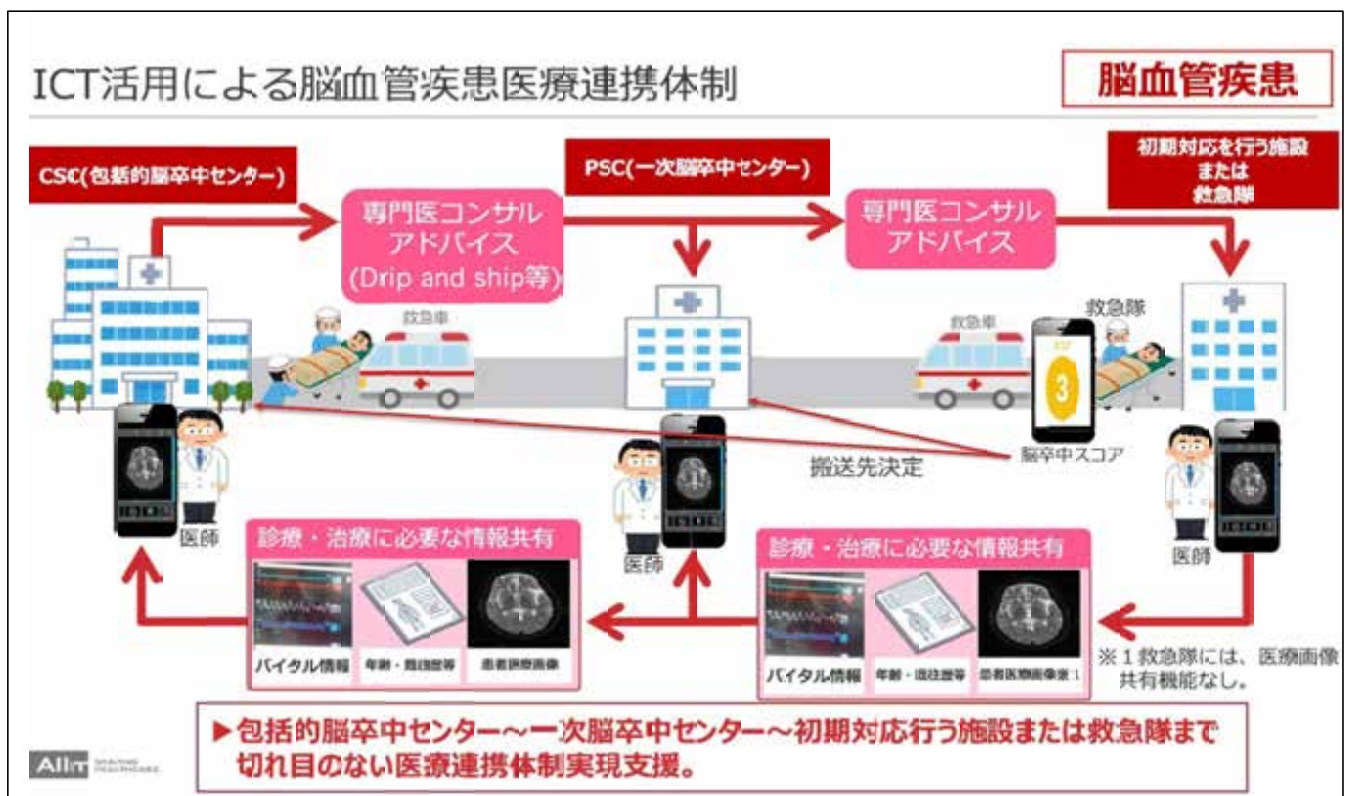 ICT活用による脳血管疾患医療連携体制
脳血管疾患
CSC(包括的脳卒中センター)
PSC(一次脳卒中センター)
初期対応を行う施設
または
救急隊
専門医コンサル
アドバイス
(Drip and ship等)
専門医コンサル
アドバイス
救急車
救急車
救急隊
3
脳卒中スコア
搬送先決定
医師
医師
医師
診療・治療に必要な情報共有
バイタル情報
年齢・既往歴等
患者医療画像
診療・治療に必要な情報共有
バイタル情報
年齢・既往歴等
患者医療画像※1
※1救急隊には、医療画像
共有機能なし。
▶包括的脳卒中センター～一次脳卒中センター～初期対応行う施設または救急隊まで
切れ目のない医療連携体制実現支援。
Allm